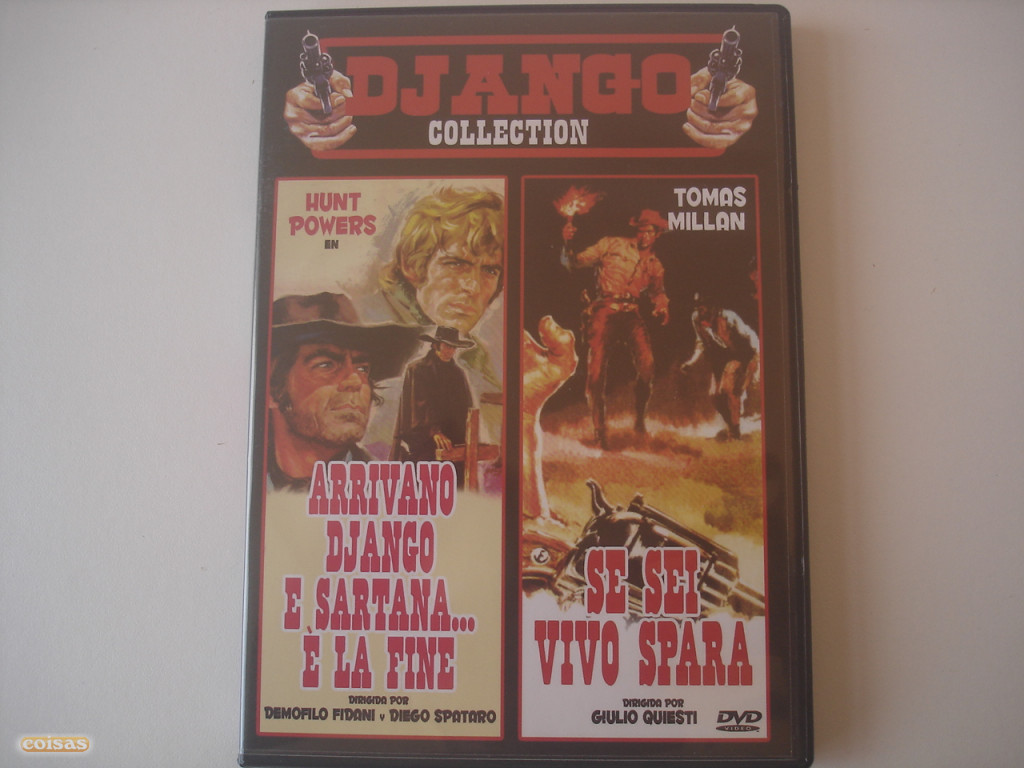 DJANGO
COLLECTION
HUNT
POWERS
EN
ARRIVANO
DJANGO
E SARTANA...
È LA FINE
DIRIGIDA POR
DEMOFILO FIDANI Y DIEGO SPATARO
TOMAS
MILLAN
SE SEI
VIVO SPARA
DIRIGIDA POR
GIULIO QUIESTI
DVD
VIDEO
coisas